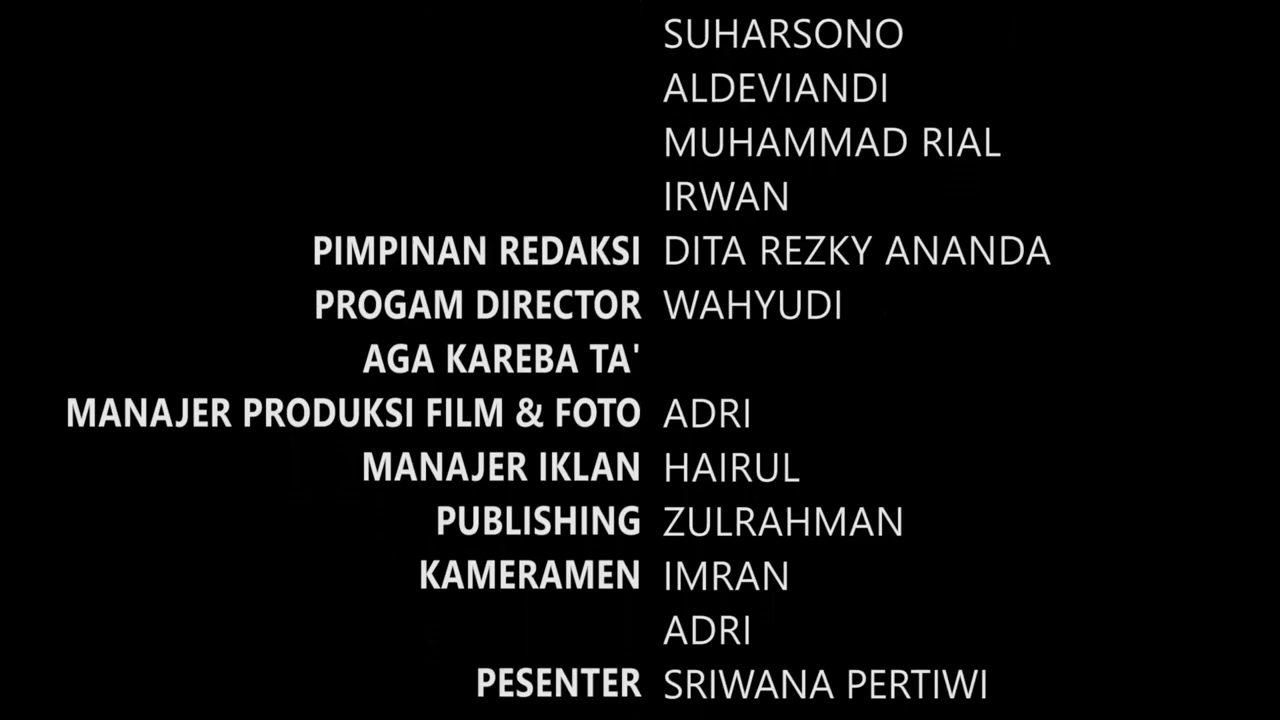 SUHARSONO
ALDEVIANDI
MUHAMMAD RIAL
IRWAN
PIMPINAN REDAKSI DITA REZKY ANANDA
PROGAM DIRECTOR WAHYUDI
AGA KAREBA TA'
MANAJER PRODUKSI FILM & FOTO ADRI
MANAJER IKLAN HAIRUL
PUBLISHING ZULRAHMAN
KAMERAMEN IMRAN
ADRI
PESENTER SRIWANA PERTIWI